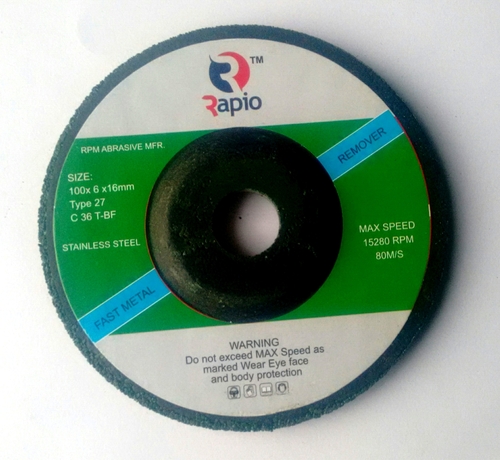 TM
Rapio
RPM ABRASIVE MFR.
SIZE:
100x 6 x16mm
Type 27
C 36 T-BF
STAINLESS STEEL
FAST METAL
REMOVER
MAX SPEED
15280 RPM
80M/S
WARNING
Do not exceed MAX Speed as
marked Wear Eye face
and body protection